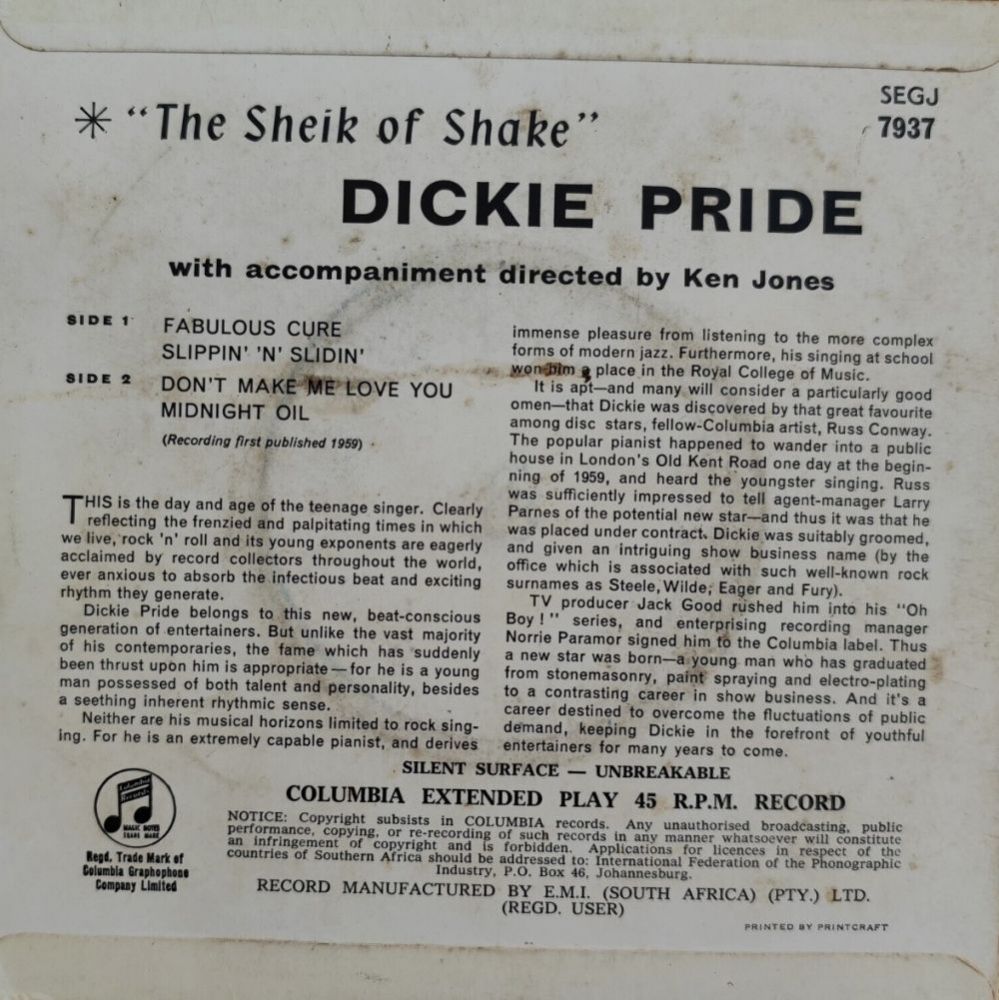 SEGJ
7937
* "The Sheik of Shake"
DICKIE PRIDE
with accompaniment directed by Ken Jones
SIDE 1 FABULOUS CURE
SLIPPIN' 'N' SLIDIN'
SIDE 2 DON'T MAKE ME LOVE YOU
MIDNIGHT OIL
(Recording first published 1959)
THIS is the day and age of the teenage singer. Clearly
reflecting the frenzied and palpitating times in which
we live, rock 'n' roll and its young exponents are eagerly
acclaimed by record collectors throughout the world,
ever anxious to absorb the infectious beat and exciting
rhythm they generate.
Dickie Pride belongs to this new, beat-conscious
generation of entertainers. But unlike the vast majority
of his contemporaries, the fame which has suddenly
been thrust upon him is appropriate—for he is a young
man possessed of both talent and personality, besides
a seething inherent rhythmic sense.
Neither are his musical horizons limited to rock sing-
ing. For he is an extremely capable pianist, and derives
immense pleasure from listening to the more complex
forms of modern jazz. Furthermore, his singing at school
won him a place in the Royal College of Music.
It is apt—and many will consider a particularly good
omen—that Dickie was discovered by that great favourite
among disc stars, fellow-Columbia artist, Russ Conway.
The popular pianist happened to wander into a public
house in London's Old Kent Road one day at the begin-
ning of 1959, and heard the youngster singing. Russ
was sufficiently impressed to tell agent-manager Larry
Parnes of the potential new star—and thus it was that he
was placed under contract. Dickie was suitably groomed,
and given an intriguing show business name (by the
office which is associated with such well-known rock
surnames as Steele, Wilde, Eager and Fury).
TV producer Jack Good rushed him into his "Oh
Boy!" series, and enterprising recording manager
Norrie Paramor signed him to the Columbia label. Thus
a new star was born—a young man who has graduated
from stonemasonry, paint spraying and electro-plating
to a contrasting career in show business. And it's a
career destined to overcome the fluctuations of public
demand, keeping Dickie in the forefront of youthful
entertainers for many years to come.
SILENT SURFACE — UNBREAKABLE
COLUMBIA EXTENDED PLAY 45 R.P.M. RECORD
Columbia
Records
MAGIC NOTES
TRADE MARK
Regd. Trade Mark of
Columbia Graphophone
Company Limited
NOTICE: Copyright subsists in COLUMBIA records. Any unauthorised broadcasting, public
performance, copying, or re-recording of such records in any manner whatsoever will constitute
an infringement of copyright and is forbidden. Applications for licences in respect of the
countries of Southern Africa should be addressed to: International Federation of the Phonographic
Industry, P.O. Box 46, Johannesburg.
RECORD MANUFACTURED BY E.M.I. (SOUTH AFRICA) (PTY.) LTD.
(REGD. USER)
PRINTED BY PRINTCRAFT